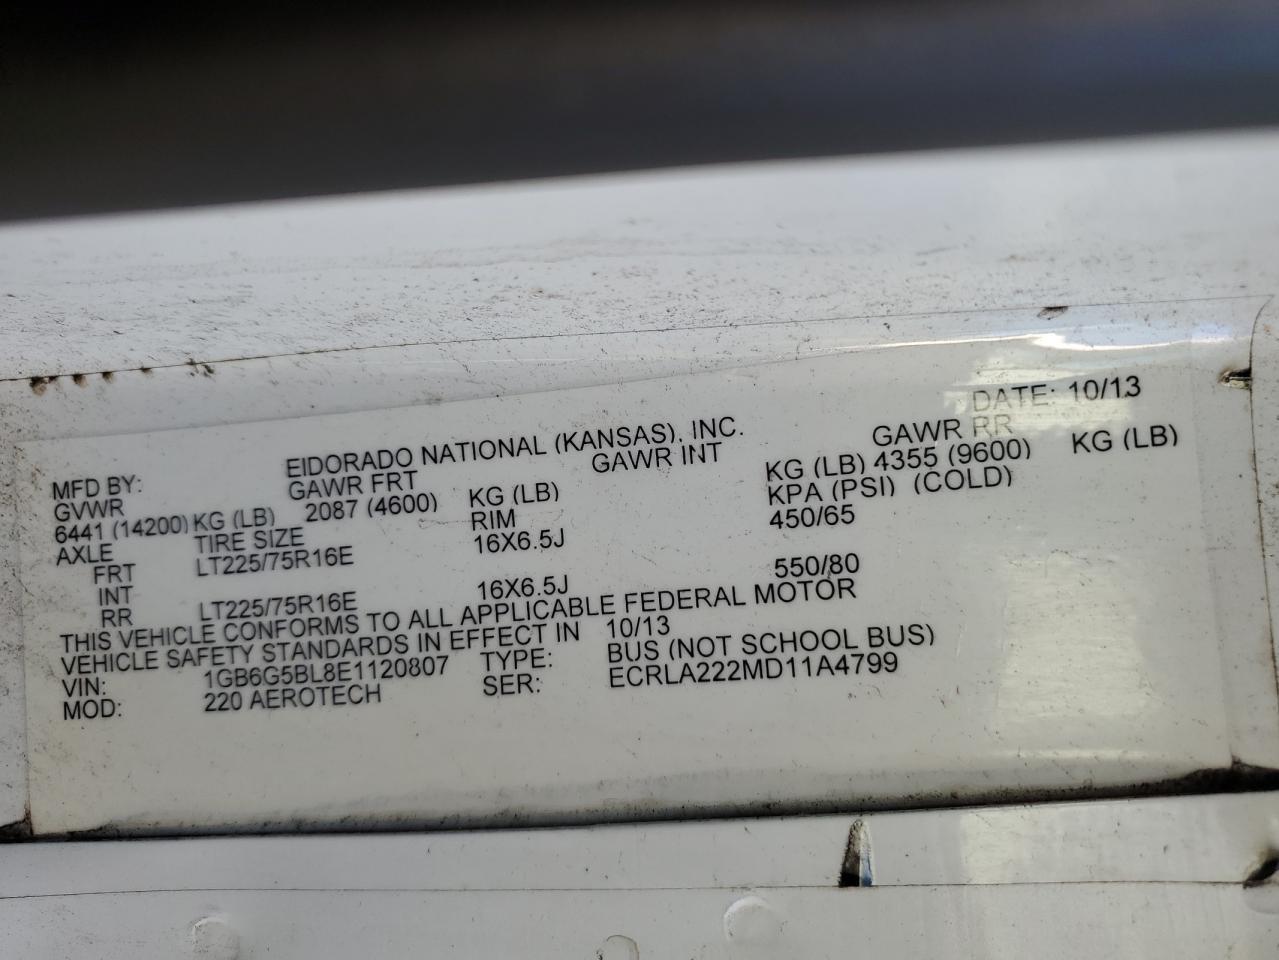 DATE: 10/13
MFD BY: EIDORADO NATIONAL (KANSAS), INC.
GVWR GAWR FRT GAWR INT GAWR RR
6441 (14200) KG (LB) 2087 (4600) KG (LB) KG (LB) 4355 (9600) KG (LB)
AXLE TIRE SIZE RIM KPA (PSI) (COLD)
FRT LT225/75R16E 16X6.5J 450/65
INT
RR LT225/75R16E 16X6.5J 550/80
THIS VEHICLE CONFORMS TO ALL APPLICABLE FEDERAL MOTOR
VEHICLE SAFETY STANDARDS IN EFFECT IN 10/13
VIN: 1GB6G5BL8E1120807 TYPE: BUS (NOT SCHOOL BUS)
MOD: 220 AEROTECH SER: ECRLA222MD11A4799